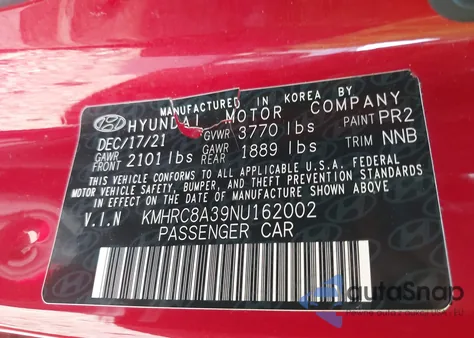 MANUFACTURED IN KOREA BY
HYUNDAI MOTOR COMPANY
DEC/17/21 GVWR 3770 lbs PAINT PR2
GAWR FRONT 2101 lbs GAWR REAR 1889 lbs TRIM NNB
THIS VEHICLE CONFORMS TO ALL APPLICABLE U.S.A. FEDERAL
MOTOR VEHICLE SAFETY, BUMPER, AND THEFT PREVENTION STANDARDS
IN EFFECT ON THE DATE OF MANUFACTURE SHOWN ABOVE.
V.I.N KMHRC8A39NU162002
PASSENGER CAR
autoSnap